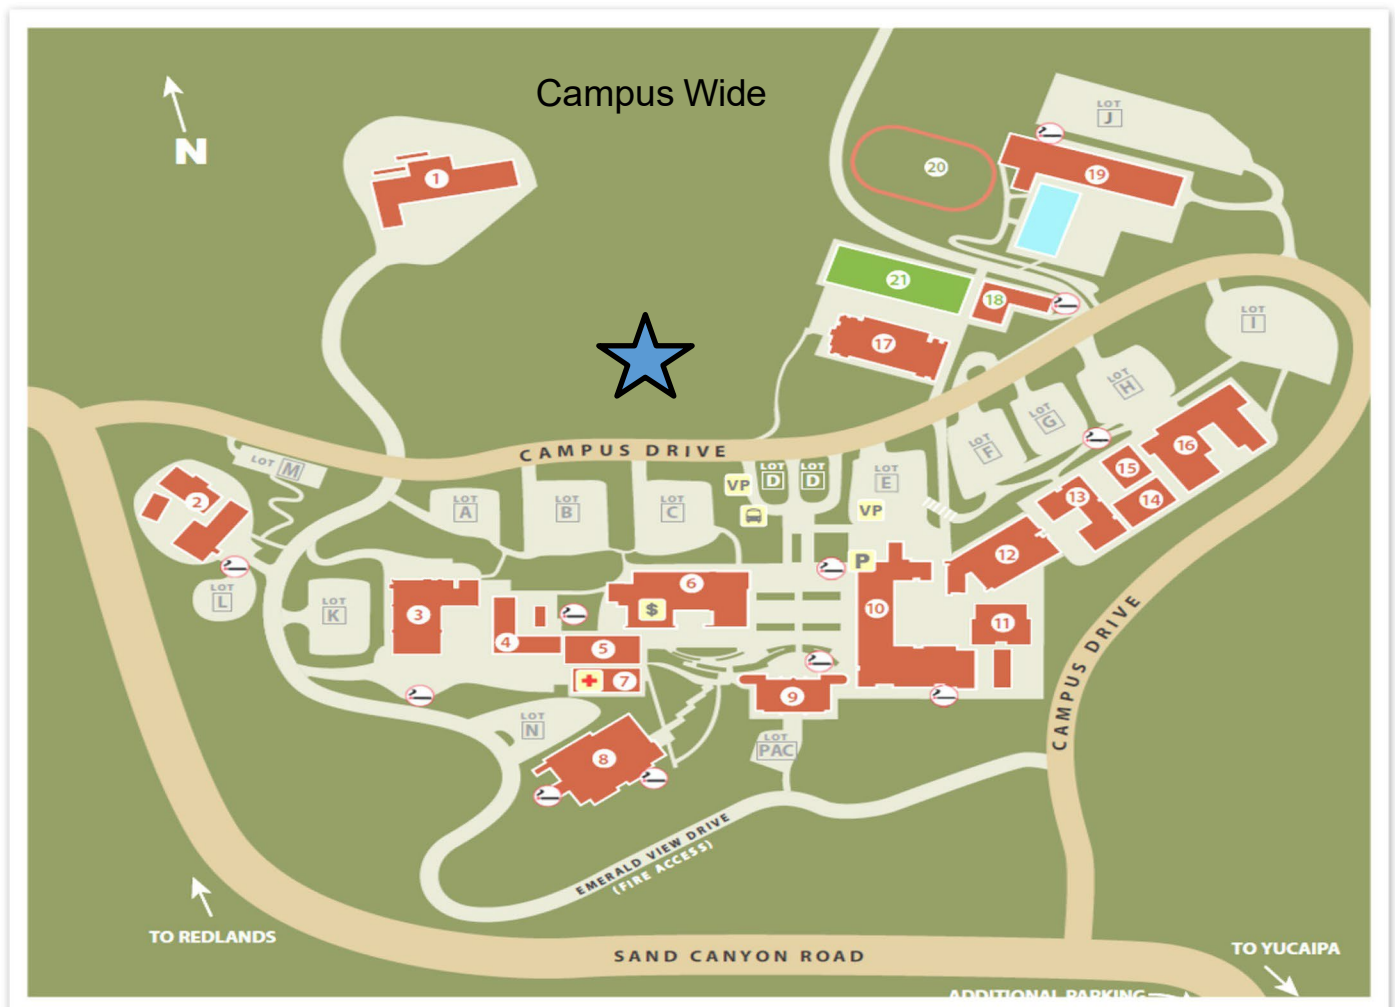 Campus Wide
N
LOT
J
1
20
19
21
18
17
LOT
I
LOT
H
LOT
G
LOT
F
16
15
14
13
12
CAMPUS DRIVE
LOT M
2
LOT
A
LOT
B
LOT
C
VP
LOT
D
LOT
D
LOT
E
VP
P
LOT
L
LOT
K
3
4
5
6
$
7
10
11
9
LOT
N
8
LOT
PAC
CAMPUS DRIVE
EMERALD VIEW DRIVE
(FIRE ACCESS)
TO REDLANDS
SAND CANYON ROAD
TO YUCAIPA
ADDITIONAL PARKING